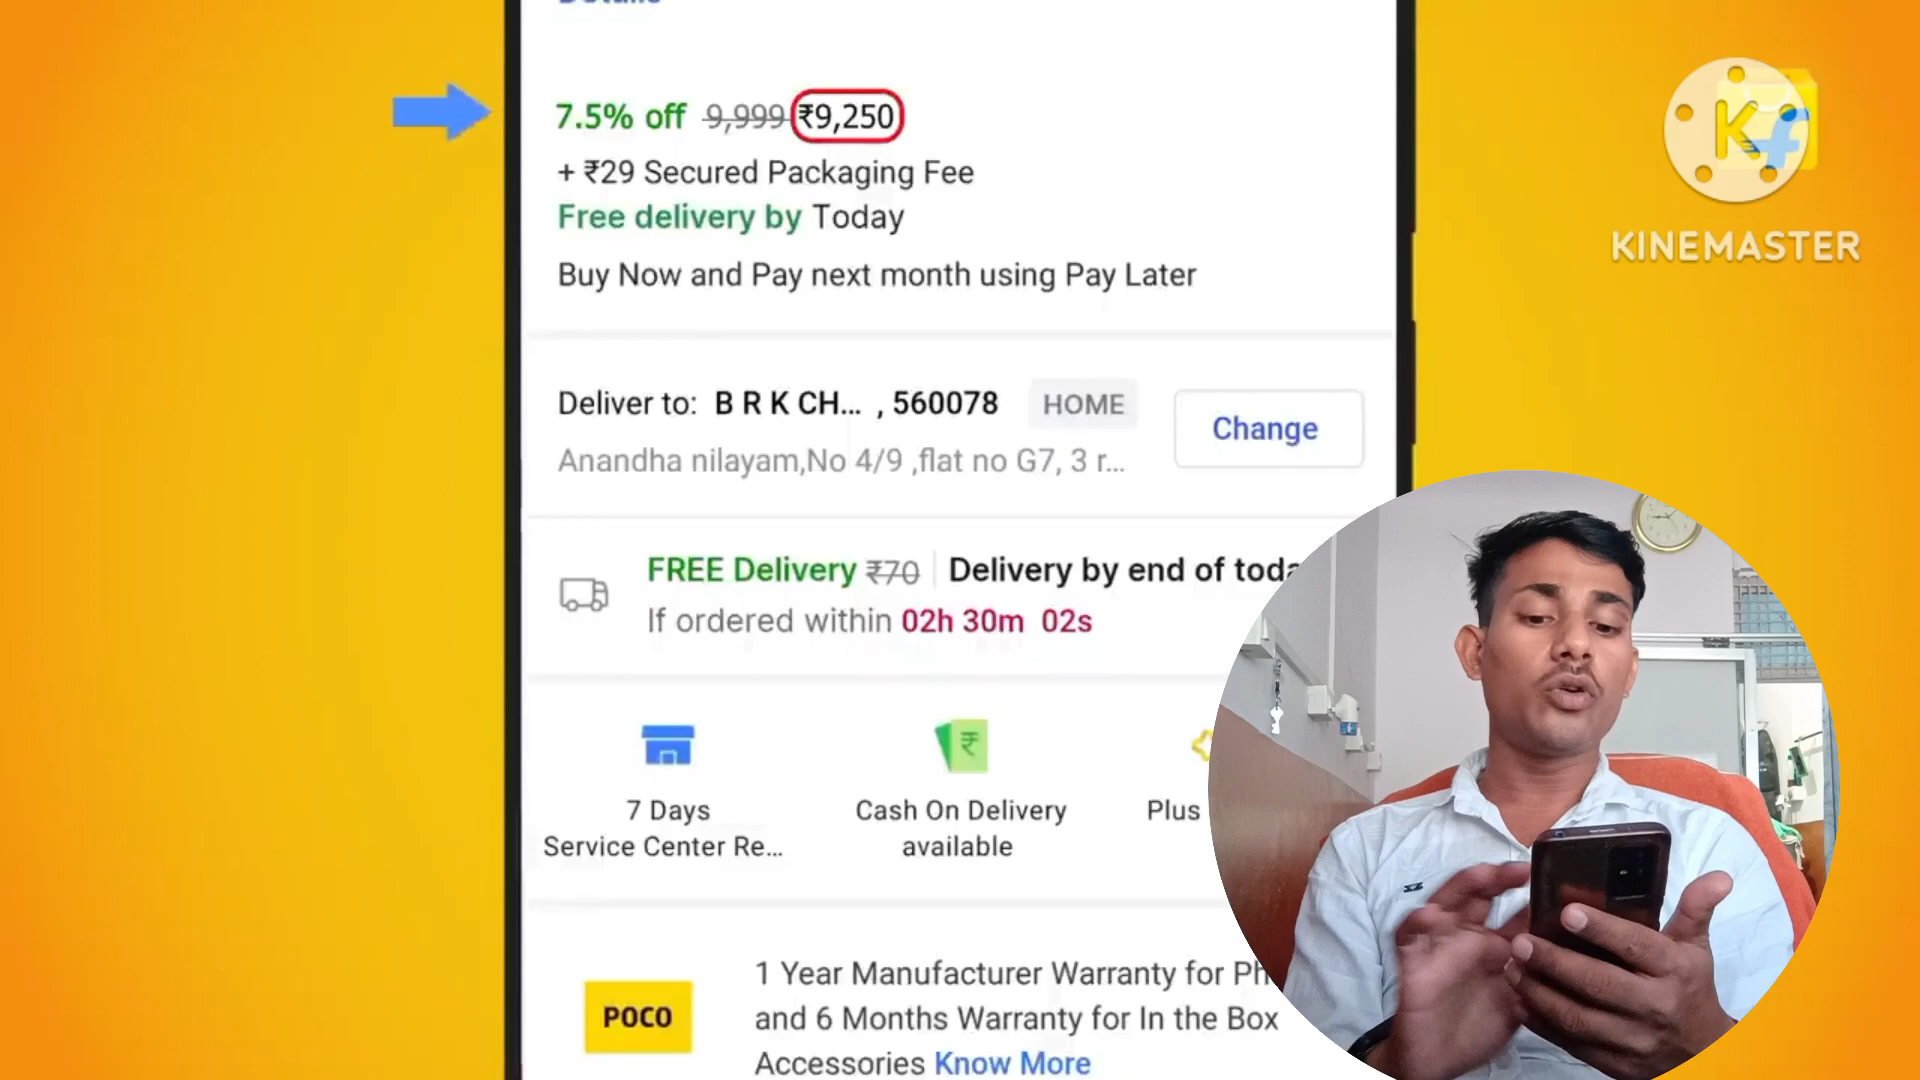 7.5% off 9,999 ₹9,250
+ ₹29 Secured Packaging Fee
Free delivery by Today
Buy Now and Pay next month using Pay Later
Deliver to: B R K CH... , 560078 HOME
Change
Anandha nilayam,No 4/9 ,flat no G7, 3 r...
FREE Delivery ₹70 Delivery by end of toda
If ordered within 02h 30m 02s
7 Days
Service Center Re...
Cash On Delivery
available
Plus
POCO
1 Year Manufacturer Warranty for Ph
and 6 Months Warranty for In the Box
Accessories Know More
K
KINEMASTER